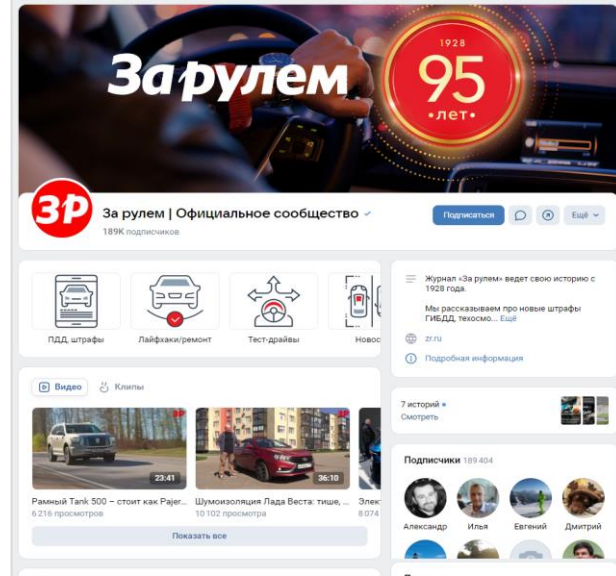 За рулем
1928
95
•лет•
ЗР
За рулем | Официальное сообщество
189K подписчиков
Подписаться
Ещё
ПДД, штрафы
Лайфхаки/ремонт
Тест-драйвы
Новос
Журнал «За рулем» ведет свою историю с
1928 года.
Мы рассказываем про новые штрафы
ГИБДД, техосмо... Ещё
zr.ru
Подробная информация
Видео
Клипы
23:41
36:10
Рамный Tank 500 – стоит как Pajer...
6 216 просмотров
Шумоизоляция Лада Веста: тише, ...
10 102 просмотра
Элек
8 074
Показать все
7 историй
Смотреть
Подписчики 189 404
Александр
Илья
Евгений
Дмитрий